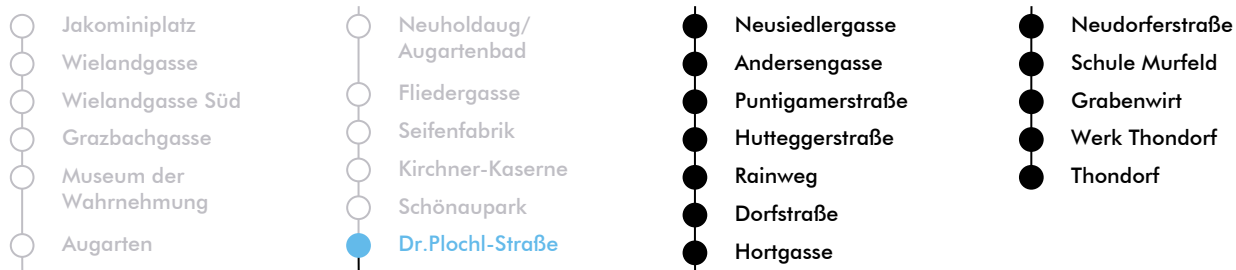 Jakominiplatz
Wielandgasse
Wielandgasse Süd
Grazbachgasse
Museum der
Wahrnehmung
Augarten
Neuholdaug/
Augartenbad
Fliedergasse
Seifenfabrik
Kirchner-Kaserne
Schönaupark
Dr.Plochl-Straße
Neusiedlergasse
Andersengasse
Puntigamerstraße
Hutteggerstraße
Rainweg
Dorfstraße
Hortgasse
Neudorferstraße
Schule Murfeld
Grabenwirt
Werk Thondorf
Thondorf